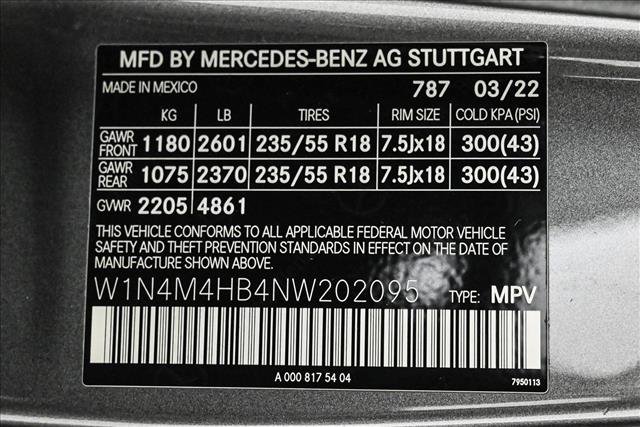 MFD BY MERCEDES-BENZ AG STUTTGART
MADE IN MEXICO 787 03/22
KG LB TIRES RIM SIZE COLD KPA (PSI)
GAWR FRONT 1180 2601 235/55 R18 7.5Jx18 300(43)
GAWR REAR 1075 2370 235/55 R18 7.5Jx18 300(43)
GVWR 2205 4861
THIS VEHICLE CONFORMS TO ALL APPLICABLE FEDERAL MOTOR VEHICLE
SAFETY AND THEFT PREVENTION STANDARDS IN EFFECT ON THE DATE OF
MANUFACTURE SHOWN ABOVE.
W1N4M4HB4NW202095 TYPE: MPV
A 000 817 54 04
7950113